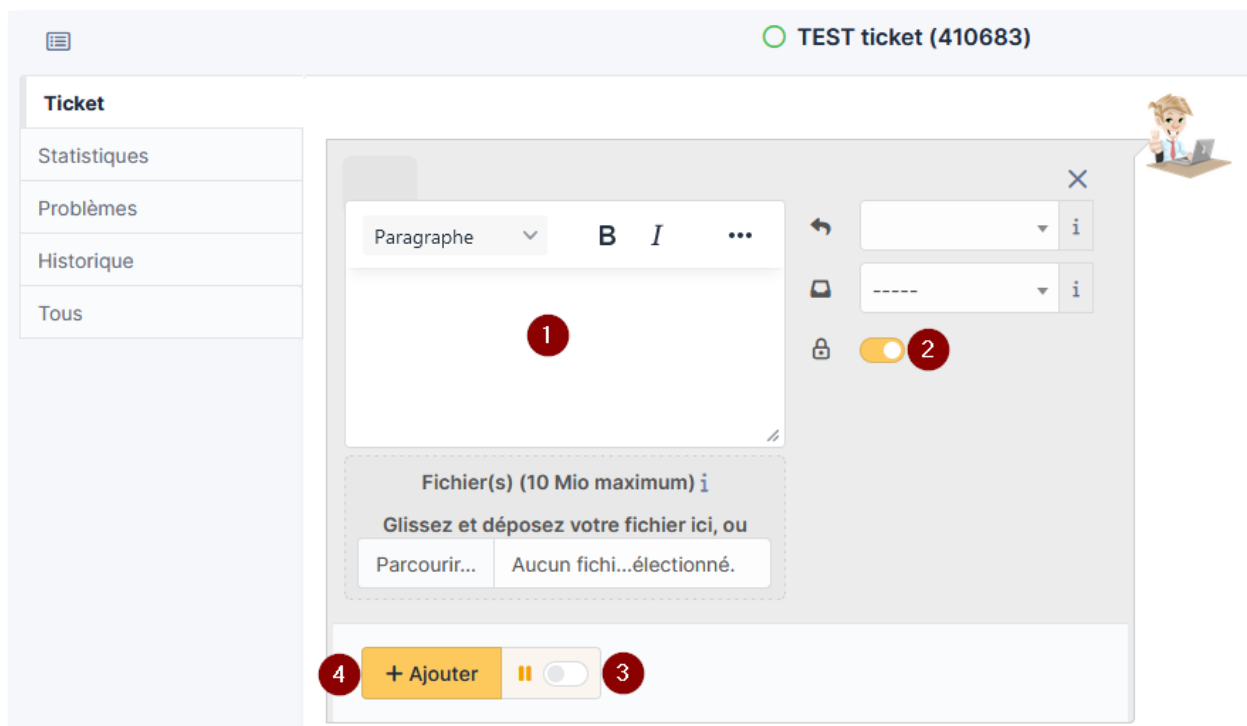 TEST ticket (410683)
Ticket
Statistiques
Problèmes
Historique
Tous
Paragraphe B I •••
i
----- i
1
2
Fichier(s) (10 Mio maximum) i
Glissez et déposez votre fichier ici, ou
Parcourir... Aucun fichi...électionné.
4 + Ajouter 3